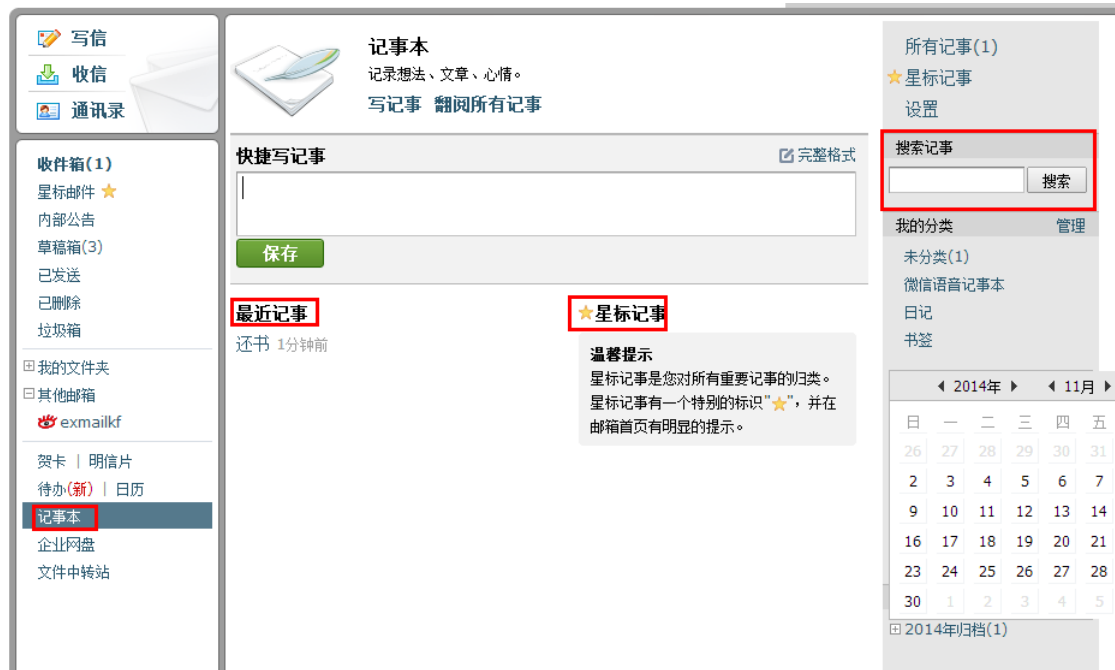 写信
收信
通讯录
收件箱(1)
星标邮件
内部公告
草稿箱(3)
已发送
已删除
垃圾箱
我的文件夹
其他邮箱
exmailkf
贺卡 | 明信片
待办(新) | 日历
记事本
企业网盘
文件中转站
记事本
记录想法、文章、心情。
写记事 翻阅所有记事
快捷写记事 完整格式
保存
最近记事
还书 1分钟前
星标记事
温馨提示
星标记事是您对所有重要记事的归类。
星标记事有一个特别的标识"⭐"，并在
邮箱首页有明显的提示。
所有记事(1)
星标记事
设置
搜索记事
搜索
我的分类 管理
未分类(1)
微信语音记事本
日记
书签
2014年 11月
日 一 二 三 四 五
26 27 28 29 30 31
2 3 4 5 6 7
9 10 11 12 13 14
16 17 18 19 20 21
23 24 25 26 27 28
30 1 2 3 4 5
2014年归档(1)